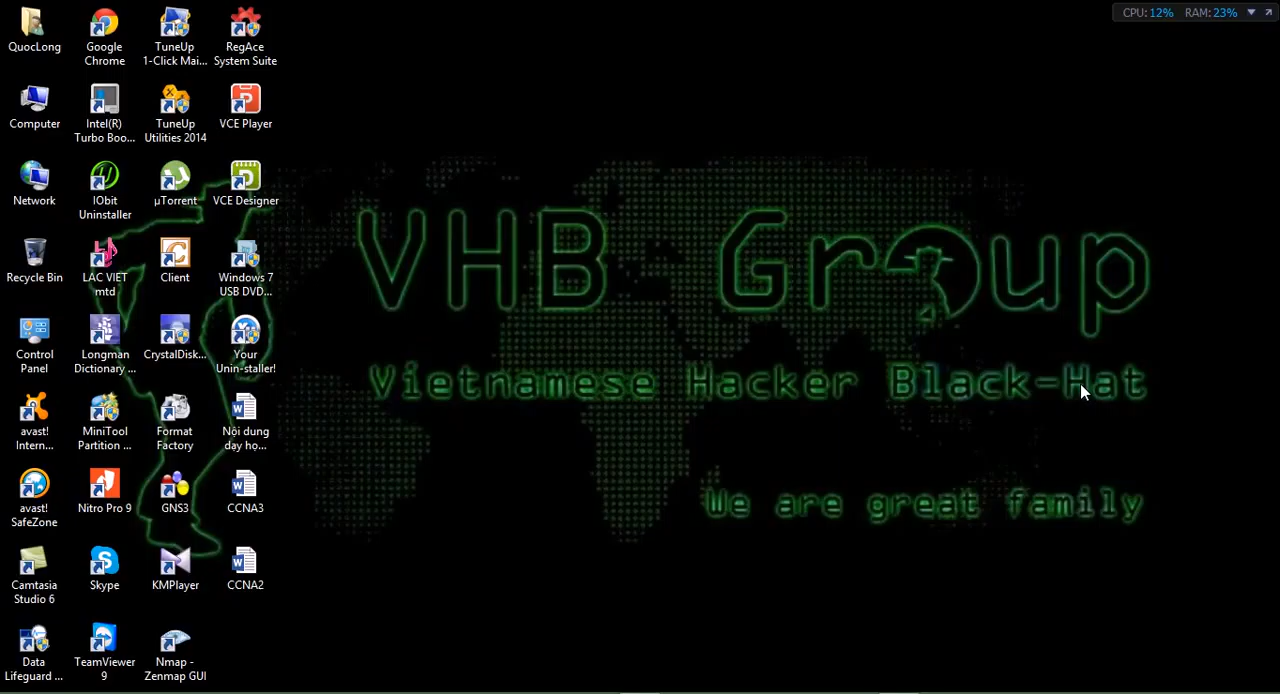 CPU: 12% RAM: 23%
QuocLong
Google
Chrome
TuneUp
1-Click Mai...
RegAce
System Suite
Computer
Intel(R)
Turbo Boo...
TuneUp
Utilities 2014
VCE Player
Network
IObit
Uninstaller
µTorrent
VCE Designer
Recycle Bin
LAC VIET
mtd
Client
Windows 7
USB DVD...
Control
Panel
Longman
Dictionary ...
CrystalDisk...
Your
Unin-staller!
avast!
Intern...
MiniTool
Partition ...
Format
Factory
Nội dung
dạy họ...
avast!
SafeZone
Nitro Pro 9
GNS3
CCNA3
Camtasia
Studio 6
Skype
KMPlayer
CCNA2
Data
Lifeguard ...
TeamViewer
9
Nmap -
Zenmap GUI
VHB Group
Vietnamese Hacker Black-Hat
We are great family